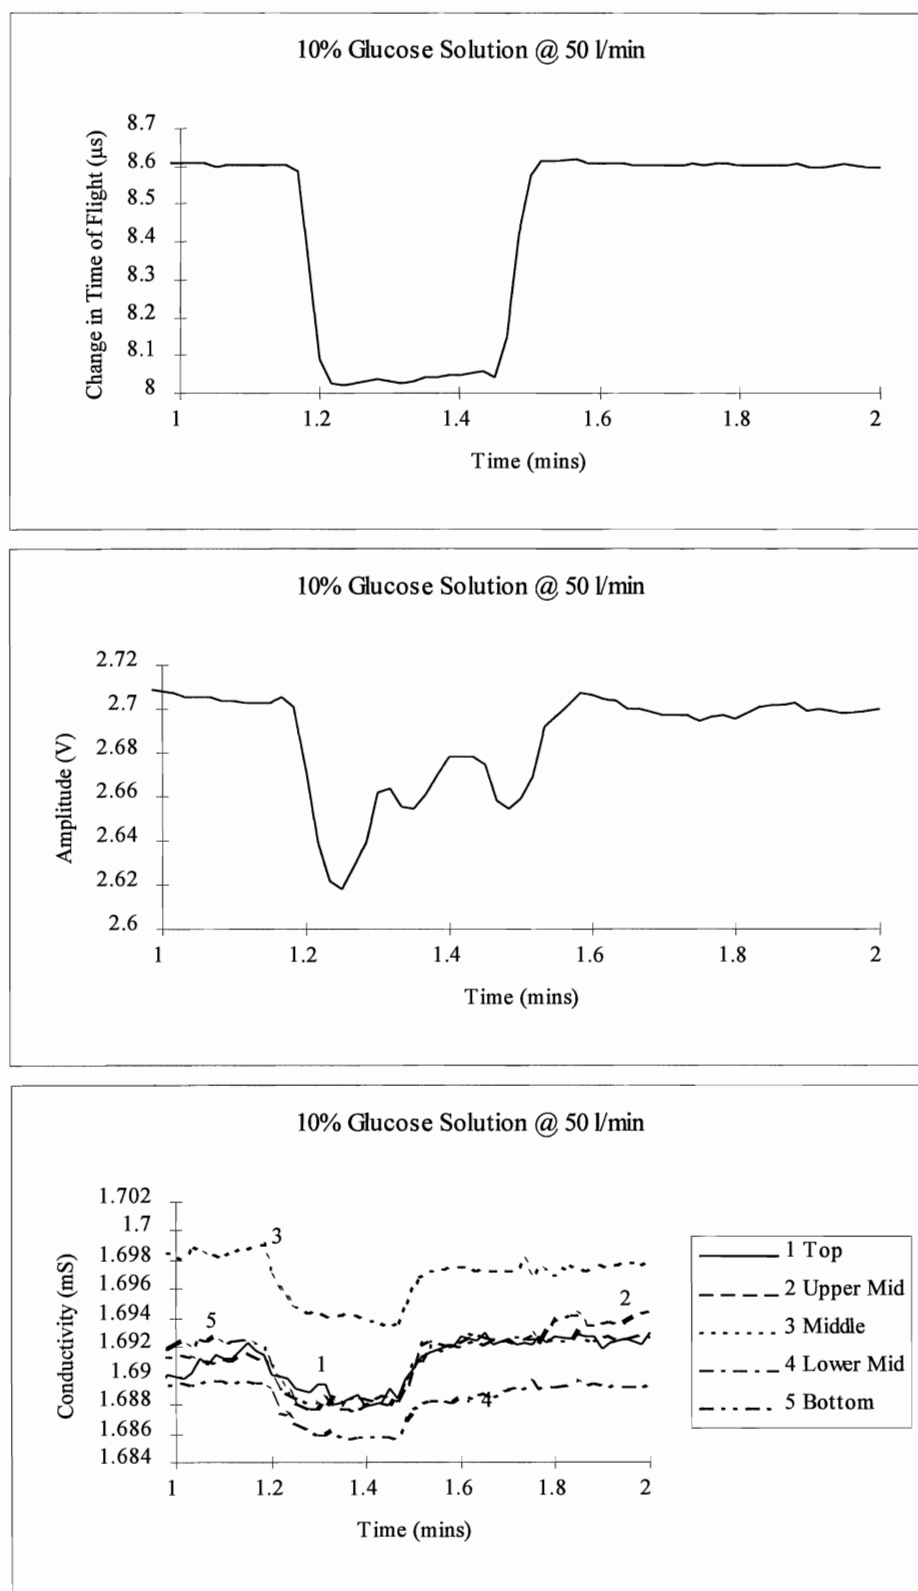 10% Glucose Solution @ 50 l/min
8.7
8.6
8.5
8.4
8.3
8.2
8.1
8
Change in Time of Flight (µs)
1 1.2 1.4 1.6 1.8 2
Time (mins)
10% Glucose Solution @ 50 l/min
2.72
2.7
2.68
2.66
2.64
2.62
2.6
Amplitude (V)
1 1.2 1.4 1.6 1.8 2
Time (mins)
10% Glucose Solution @ 50 l/min
1.702
1.7
1.698
1.696
1.694
1.692
1.69
1.688
1.686
1.684
Conductivity (mS)
3
5
1
2
4
1 1.2 1.4 1.6 1.8 2
Time (mins)
1 Top
2 Upper Mid
3 Middle
4 Lower Mid
5 Bottom